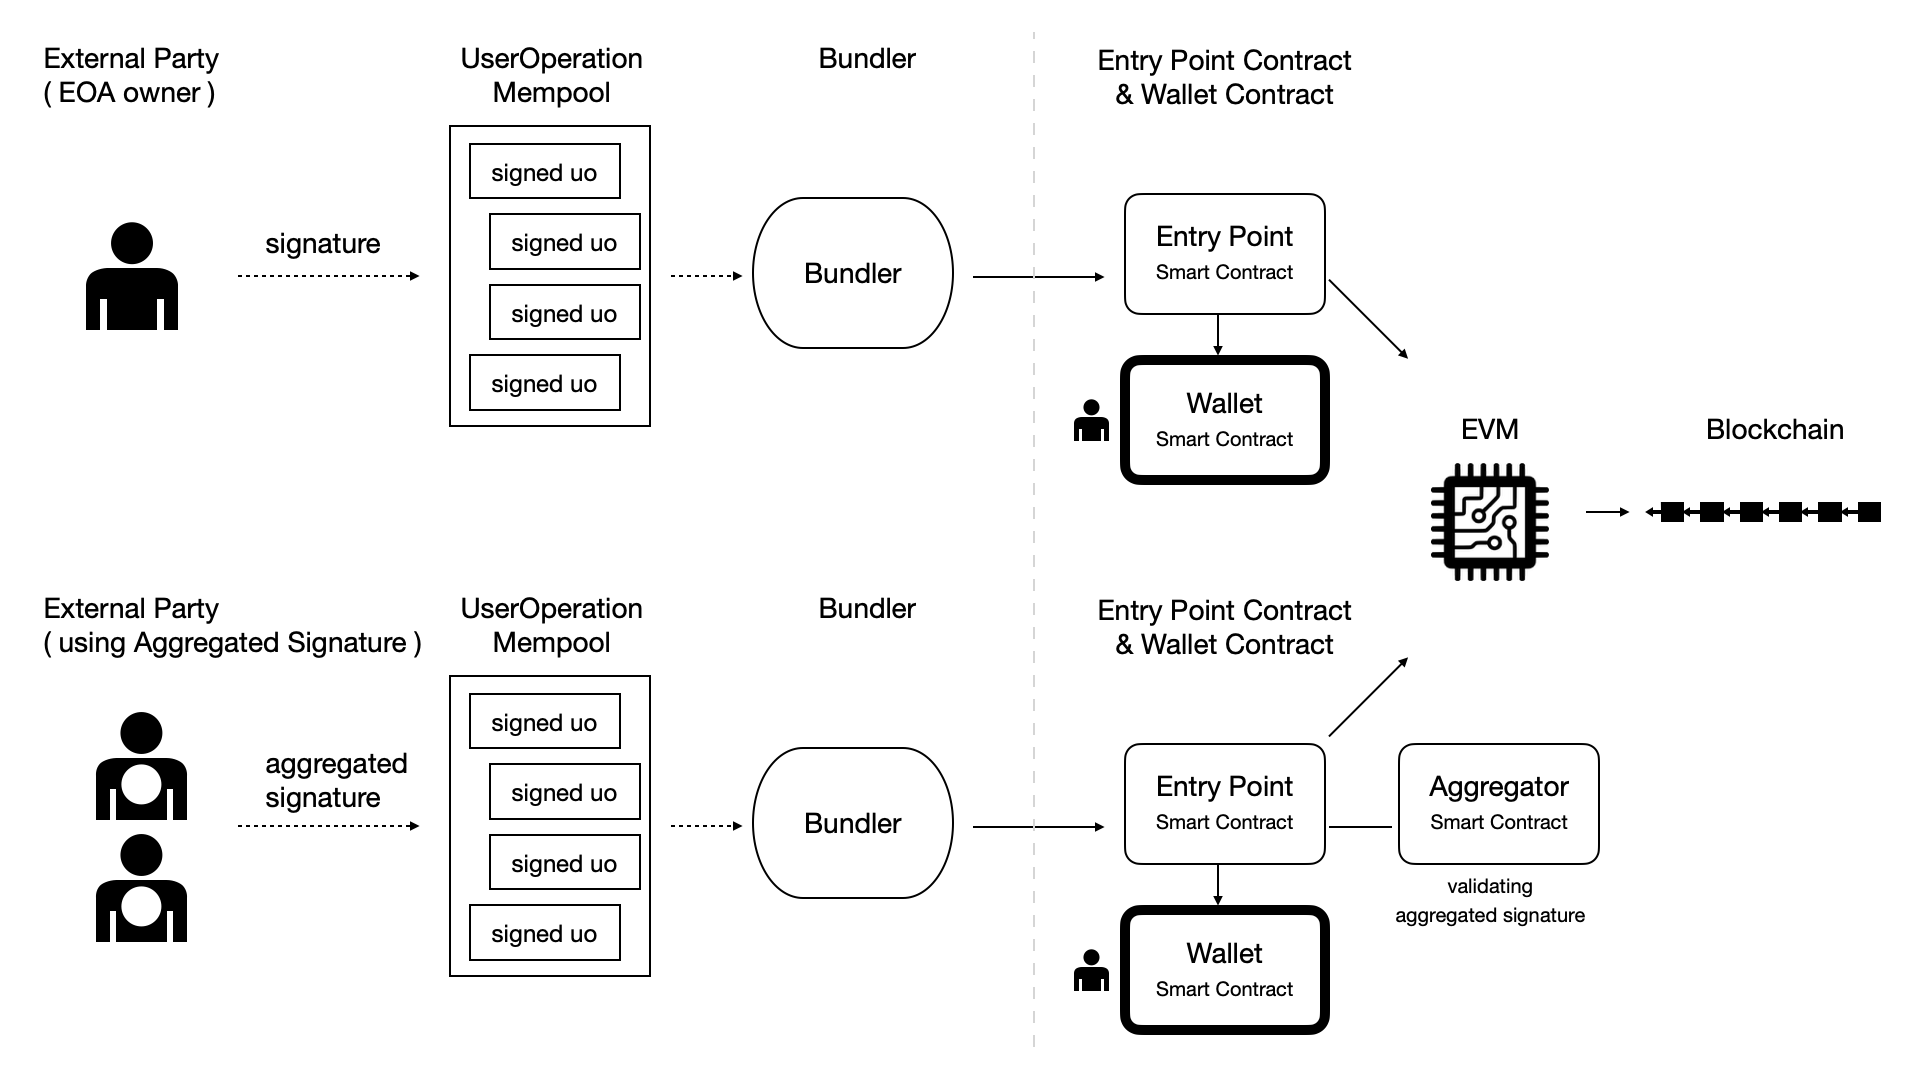 External Party
( EOA owner )
UserOperation
Mempool
Bundler
Entry Point Contract
& Wallet Contract
signature
signed uo
signed uo
signed uo
signed uo
Bundler
Entry Point
Smart Contract
Wallet
Smart Contract
EVM
Blockchain
External Party
( using Aggregated Signature )
UserOperation
Mempool
Bundler
Entry Point Contract
& Wallet Contract
aggregated
signature
signed uo
signed uo
signed uo
signed uo
Bundler
Entry Point
Smart Contract
Aggregator
Smart Contract
validating
aggregated signature
Wallet
Smart Contract